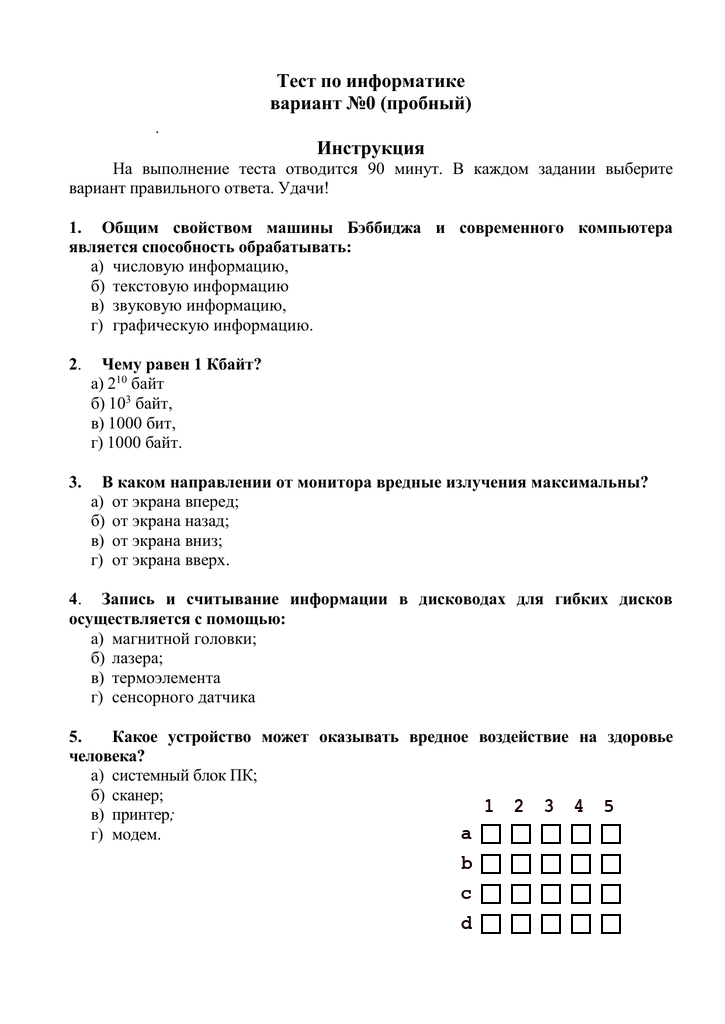 Тест по информатике
вариант №0 (пробный)
.
Инструкция
На выполнение теста отводится 90 минут. В каждом задании выберите
вариант правильного ответа. Удачи!
1. Общим свойством машины Бэббиджа и современного компьютера
является способность обрабатывать:
а) числовую информацию,
б) текстовую информацию
в) звуковую информацию,
г) графическую информацию.
2. Чему равен 1 Кбайт?
а) 2¹⁰ байт
б) 10³ байт,
в) 1000 бит,
г) 1000 байт.
3. В каком направлении от монитора вредные излучения максимальны?
а) от экрана вперед;
б) от экрана назад;
в) от экрана вниз;
г) от экрана вверх.
4. Запись и считывание информации в дисководах для гибких дисков
осуществляется с помощью:
а) магнитной головки;
б) лазера;
в) термоэлемента
г) сенсорного датчика
5. Какое устройство может оказывать вредное воздействие на здоровье
человека?
а) системный блок ПК;
б) сканер;
в) принтер;
г) модем.
1 2 3 4 5
a
b
c
d